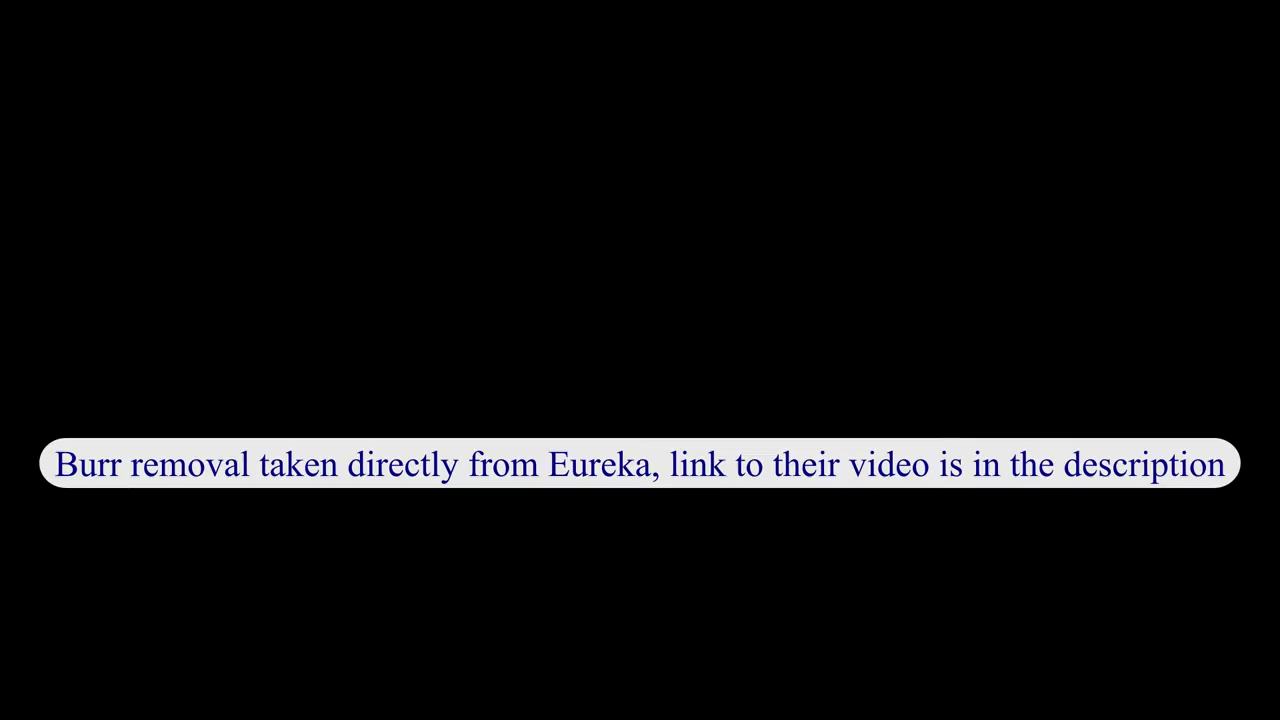 Burr removal taken directly from Eureka, link to their video is in the description